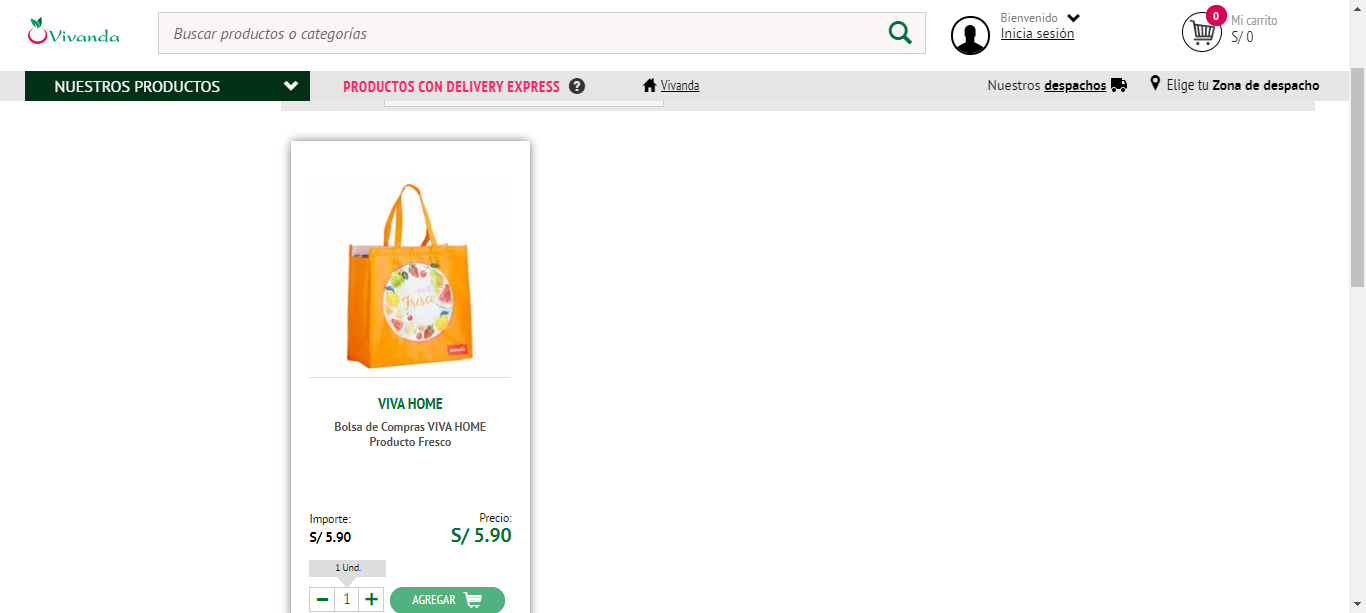 Vivanda
Buscar productos o categorías
Bienvenido
Inicia sesión
0
Mi carrito
S/ 0
NUESTROS PRODUCTOS
PRODUCTOS CON DELIVERY EXPRESS ?
Vivanda
Nuestros despachos
Elige tu Zona de despacho
Fresco
VIVA HOME
Bolsa de Compras VIVA HOME
Producto Fresco
Importe:
Precio:
S/ 5.90
S/ 5.90
1 Und.
1
AGREGAR